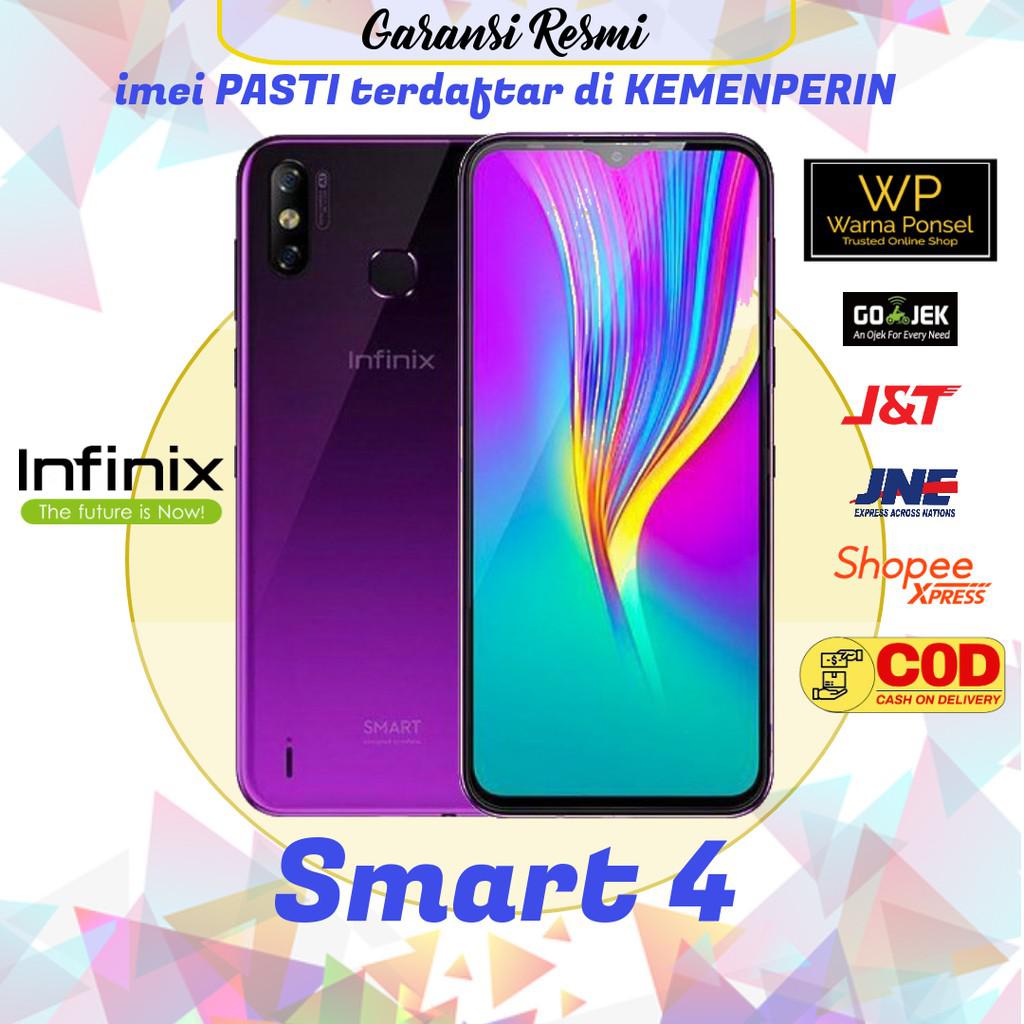 Garansi Resmi
imei PASTI terdaftar di KEMENPERIN
WP
Warna Ponsel
Trusted Online Shop
GO JEK
An Ojek For Every Need
J&T
JNE
EXPRESS ACROSS NATIONS
Shopee
XPRESS
COD
CASH ON DELIVERY
Infinix
The future is Now!
Infinix
SMART
Smart 4